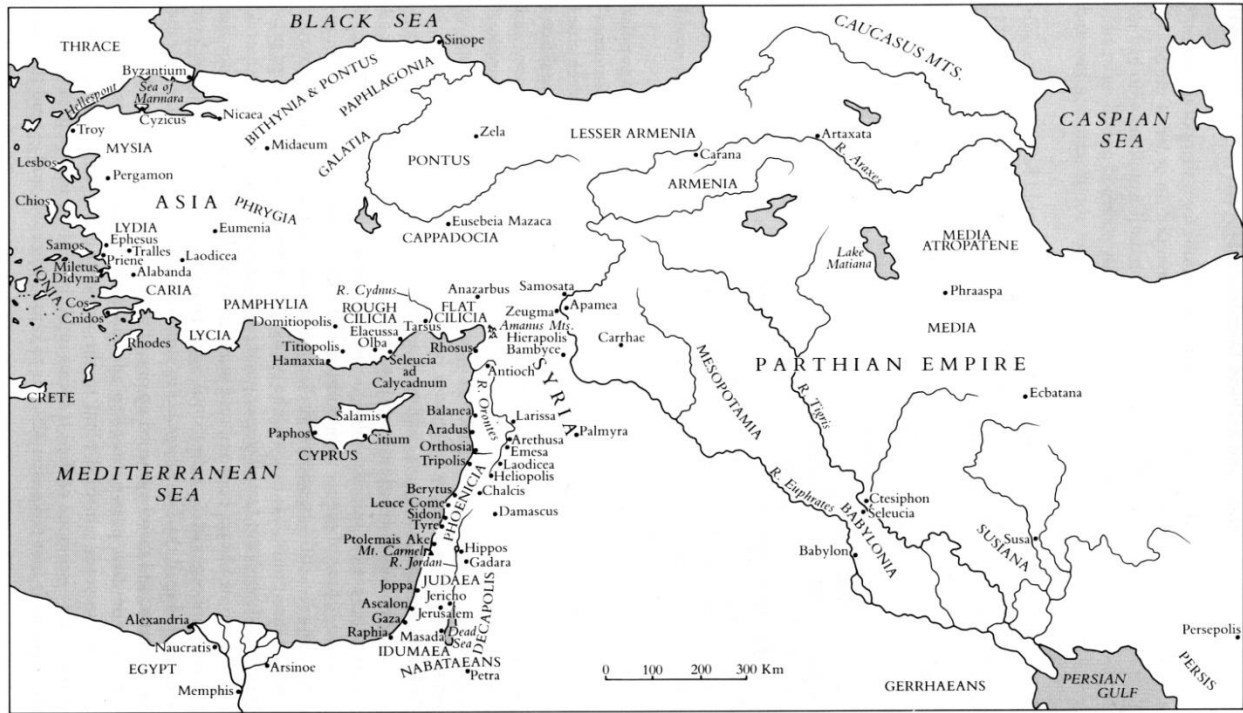 BLACK SEA
THRACE
Sinope
CAUCASUS MTS.
Byzantium
Sea of
Marmara
Hellespont
Cyzicus
Nicaea
BITHYNIA & PONTUS
PAPHLAGONIA
CASPIAN
SEA
Troy
MYSIA
Midaeum
GALATIA
Zela
PONTUS
LESSER ARMENIA
Carana
Artaxata
R. Araxes
ARMENIA
Lesbos
Pergamon
Chios
ASIA
PHRYGIA
Eumenia
Eusebeia Mazaca
CAPPADOCIA
LYDIA
Ephesus
Samos
Tralles
Priene
Laodicea
Miletus
Didyma
Alabanda
IONIA
CARIA
Cos
Cnidos
Lake
Matiana
MEDIA
ATROPATENE
Phraaspa
MEDIA
PAMPHYLIA
R. Cydnus
ROUGH
CILICIA
Domitiopolis
Elaeussa
Tarsus
Olba
Titiopolis
Hamaxia
Seleucia
ad
Calycadnum
LYCIA
Rhodes
Anazarbus
FLAT
CILICIA
Samosata
Zeugma
Apamea
Amanus Mts.
Hierapolis
Bambyce
Carrhae
Rhosus
Antioch
SYRIA
PARTHIAN EMPIRE
MESOPOTAMIA
R. Tigris
Ecbatana
CRETE
Salamis
Paphos
Citium
CYPRUS
R. Orontes
Balanea
Larissa
Aradus
Arethusa
Palmyra
Orthosia
Emesa
Tripolis
Laodicea
Heliopolis
MEDITERRANEAN
SEA
Berytus
PHOENICIA
Chalcis
Leuce Come
Sidon
Damascus
Tyre
R. Euphrates
Ctesiphon
Seleucia
BABYLONIA
Babylon
SUSIANA
Susa
Ptolemais Ake
Mt. Carmel
Hippos
R. Jordan
Gadara
JUDAEA
Joppa
Jericho
Ascalon
Jerusalem
DECAPOLIS
Gaza
Raphia
Masada
Dead
Sea
IDUMAEA
NABATAEANS
Petra
Alexandria
Naucratis
EGYPT
Arsinoe
Memphis
0 100 200 300 Km
GERRHAEANS
PERSIAN
GULF
Persepolis
PERSIS